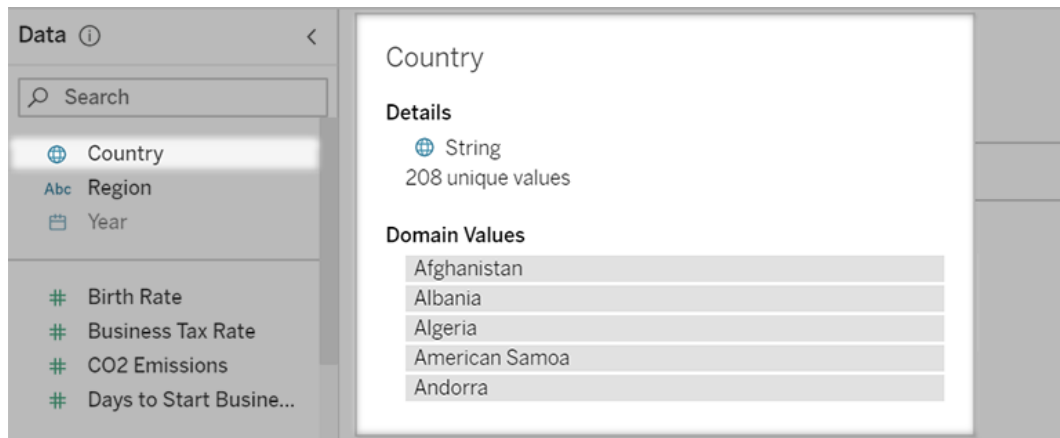 Data
Search
Country
Abc Region
Year
# Birth Rate
# Business Tax Rate
# CO2 Emissions
# Days to Start Busine...
Country
Details
String
208 unique values
Domain Values
Afghanistan
Albania
Algeria
American Samoa
Andorra